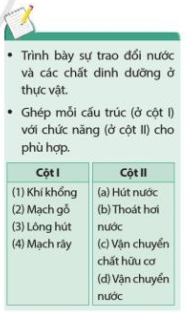 • Trình bày sự trao đổi nước
và các chất dinh dưỡng ở
thực vật.
• Ghép mỗi cấu trúc (ở cột I)
với chức năng (ở cột II) cho
phù hợp.
Cột I
Cột II
(1) Khí khổng
(2) Mạch gỗ
(3) Lông hút
(4) Mạch rây
(a) Hút nước
(b) Thoát hơi
nước
(c) Vận chuyển
chất hữu cơ
(d) Vận chuyển
nước